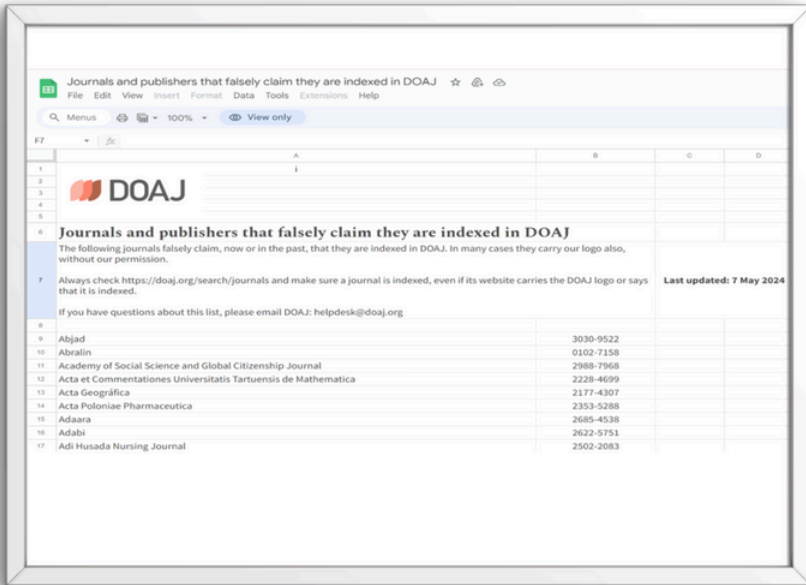 Journals and publishers that falsely claim they are indexed in DOAJ
File Edit View Insert Format Data Tools Extensions Help
Menus 100% View only
F7 fx
A B C D
1 i
2
3 DOAJ
4
5
6 Journals and publishers that falsely claim they are indexed in DOAJ
The following journals falsely claim, now or in the past, that they are indexed in DOAJ. In many cases they carry our logo also,
without our permission.
7 Always check https://doaj.org/search/journals and make sure a journal is indexed, even if its website carries the DOAJ logo or says Last updated: 7 May 2024
that it is indexed.
If you have questions about this list, please email DOAJ: helpdesk@doaj.org
8
9 Abjad 3030-9522
10 Abralin 0102-7158
11 Academy of Social Science and Global Citizenship Journal 2988-7968
12 Acta et Commentationes Universitatis Tartuensis de Mathematica 2228-4699
13 Acta Geográfica 2177-4307
14 Acta Poloniae Pharmaceutica 2353-5288
15 Adaara 2685-4538
16 Adabi 2622-5751
17 Adi Husada Nursing Journal 2502-2083